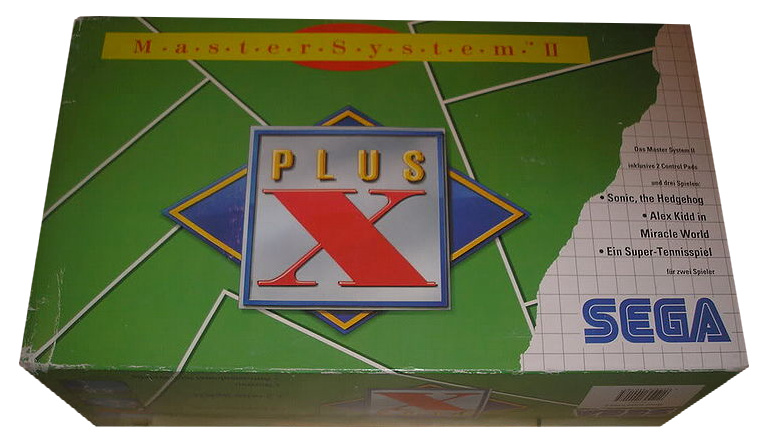 M·a·s·t·e·r·S·y·s·t·e·m·™ II
PLUS
X
Das Master System II
inklusive 2 Control Pads
und drei Spielen:
• Sonic, the Hedgehog
• Alex Kidd in
Miracle World
• Ein Super-Tennisspiel
für zwei Spieler
SEGA
X